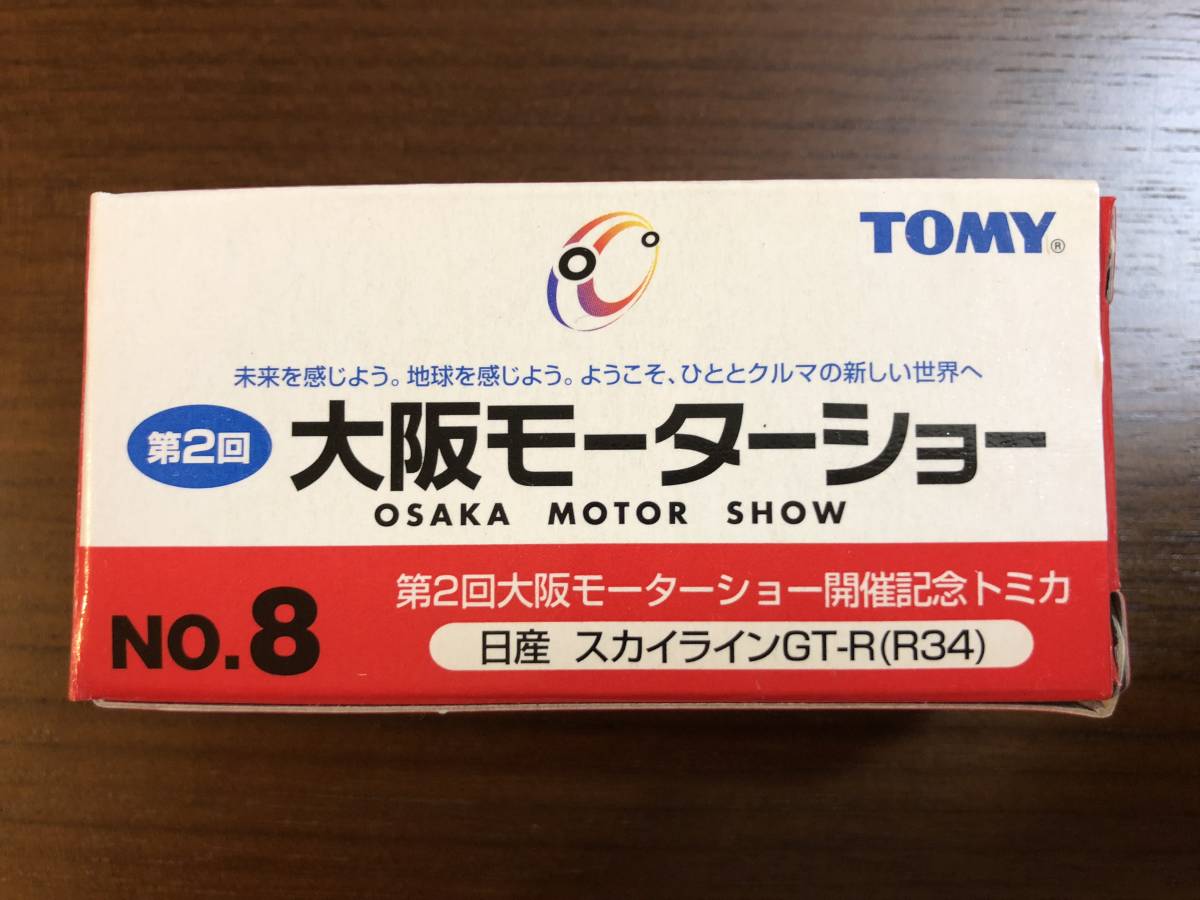 TOMY®
未来を感じよう。地球を感じよう。ようこそ、ひととクルマの新しい世界へ
第2回 大阪モーターショー
OSAKA MOTOR SHOW
NO.8
第2回大阪モーターショー開催記念トミカ
日産 スカイラインGT-R(R34)